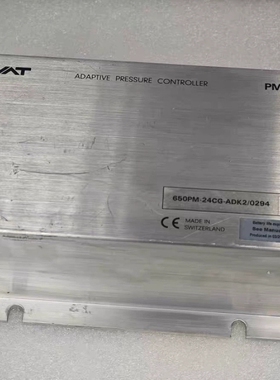 VAT
ADAPTIVE PRESSURE CONTROLLER
PM
650PM-24CG-ADK2/0294
CE
MADE IN
SWITZERLAND